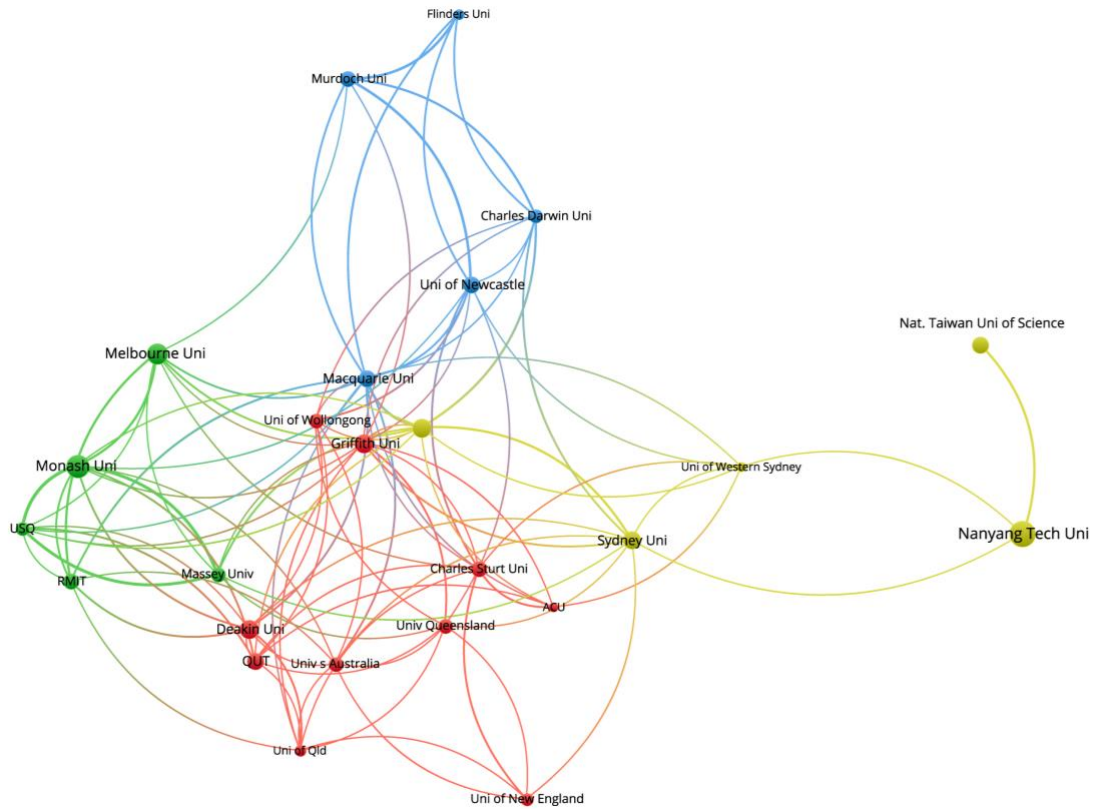 Flinders Uni
Murdoch Uni
Charles Darwin Uni
Uni of Newcastle
Nat. Taiwan Uni of Science
Melbourne Uni
Macquarie Uni
Uni of Wollongong
Griffith Uni
Monash Uni
Uni of Western Sydney
USQ
Nanyang Tech Uni
Sydney Uni
Charles Sturt Uni
Massey Univ
RMIT
ACU
Univ Queensland
Deakin Uni
QUT
Univ s Australia
Uni of Qld
Uni of New England